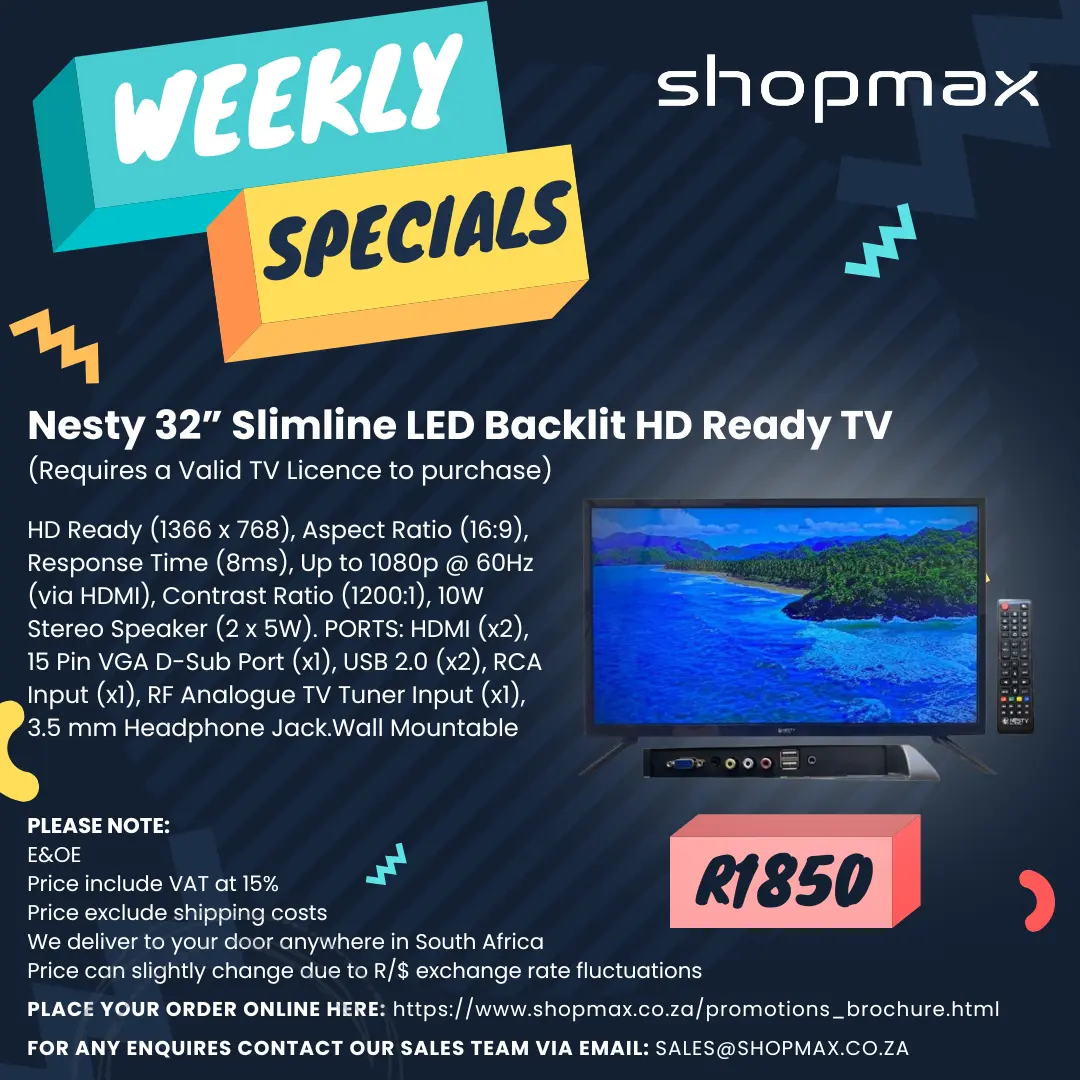 WEEKLY
SPECIALS
shopmax
Nesty 32” Slimline LED Backlit HD Ready TV
(Requires a Valid TV Licence to purchase)
HD Ready (1366 x 768), Aspect Ratio (16:9),
Response Time (8ms), Up to 1080p @ 60Hz
(via HDMI), Contrast Ratio (1200:1), 10W
Stereo Speaker (2 x 5W). PORTS: HDMI (x2),
15 Pin VGA D-Sub Port (x1), USB 2.0 (x2), RCA
Input (x1), RF Analogue TV Tuner Input (x1),
3.5 mm Headphone Jack.Wall Mountable
NESTY
NESTY
R1850
PLEASE NOTE:
E&OE
Price include VAT at 15%
Price exclude shipping costs
We deliver to your door anywhere in South Africa
Price can slightly change due to R/$ exchange rate fluctuations
PLACE YOUR ORDER ONLINE HERE: https://www.shopmax.co.za/promotions_brochure.html
FOR ANY ENQUIRES CONTACT OUR SALES TEAM VIA EMAIL: SALES@SHOPMAX.CO.ZA